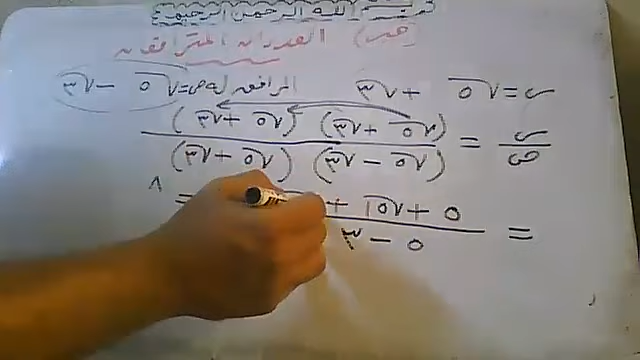 بسم الله الرحمن الرحيم
(جبر) العددان المترافقان
س = √٥ + √٣ المرافق له ص = √٥ − √٣
س/ص = (√٥ + √٣) (√٥ + √٣) / (√٥ − √٣) (√٥ + √٣)
= ٥ + √١٥ + / ٥ − ٣ = ٨